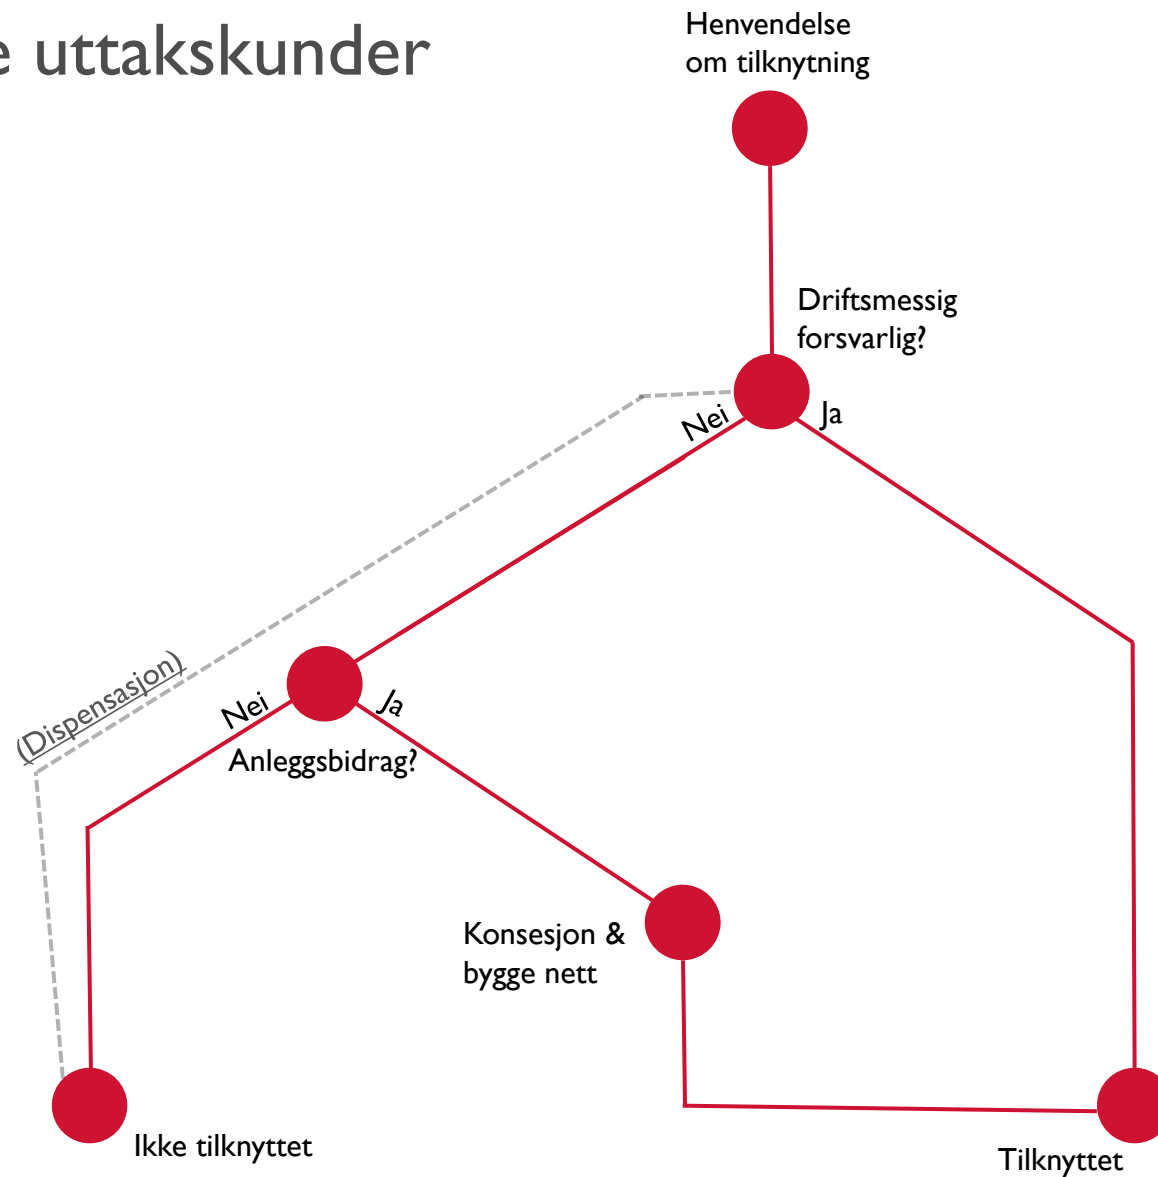 e uttakskunder
Henvendelse
om tilknytning
Driftsmessig
forsvarlig?
Nei
Ja
(Dispensasjon)
Nei
Ja
Anleggsbidrag?
Konsesjon &
bygge nett
Ikke tilknyttet
Tilknyttet